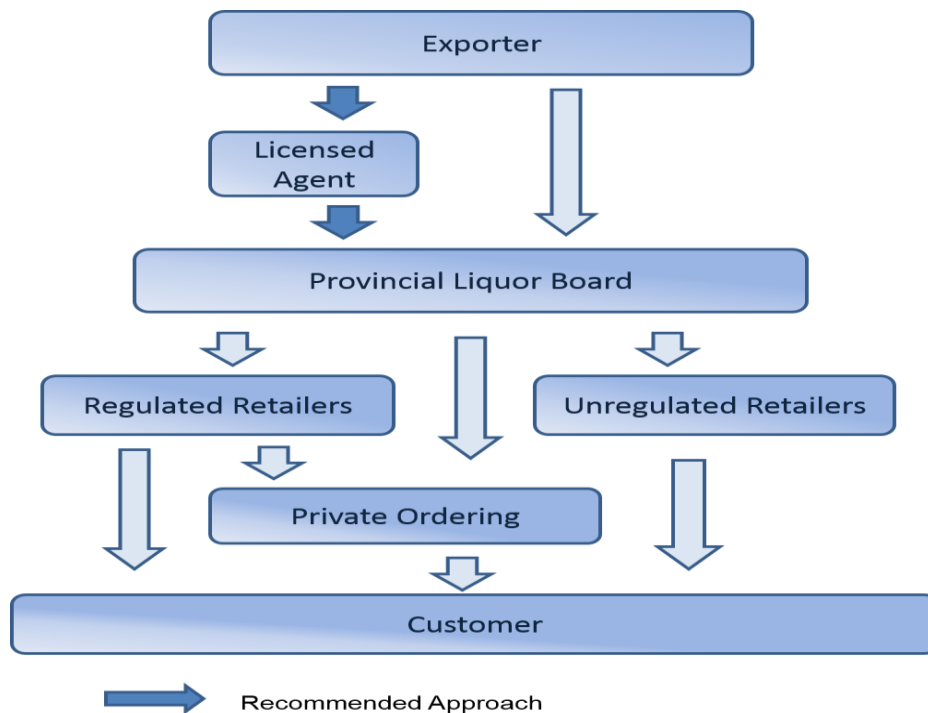 Exporter
Licensed
Agent
Provincial Liquor Board
Regulated Retailers
Unregulated Retailers
Private Ordering
Customer
Recommended Approach